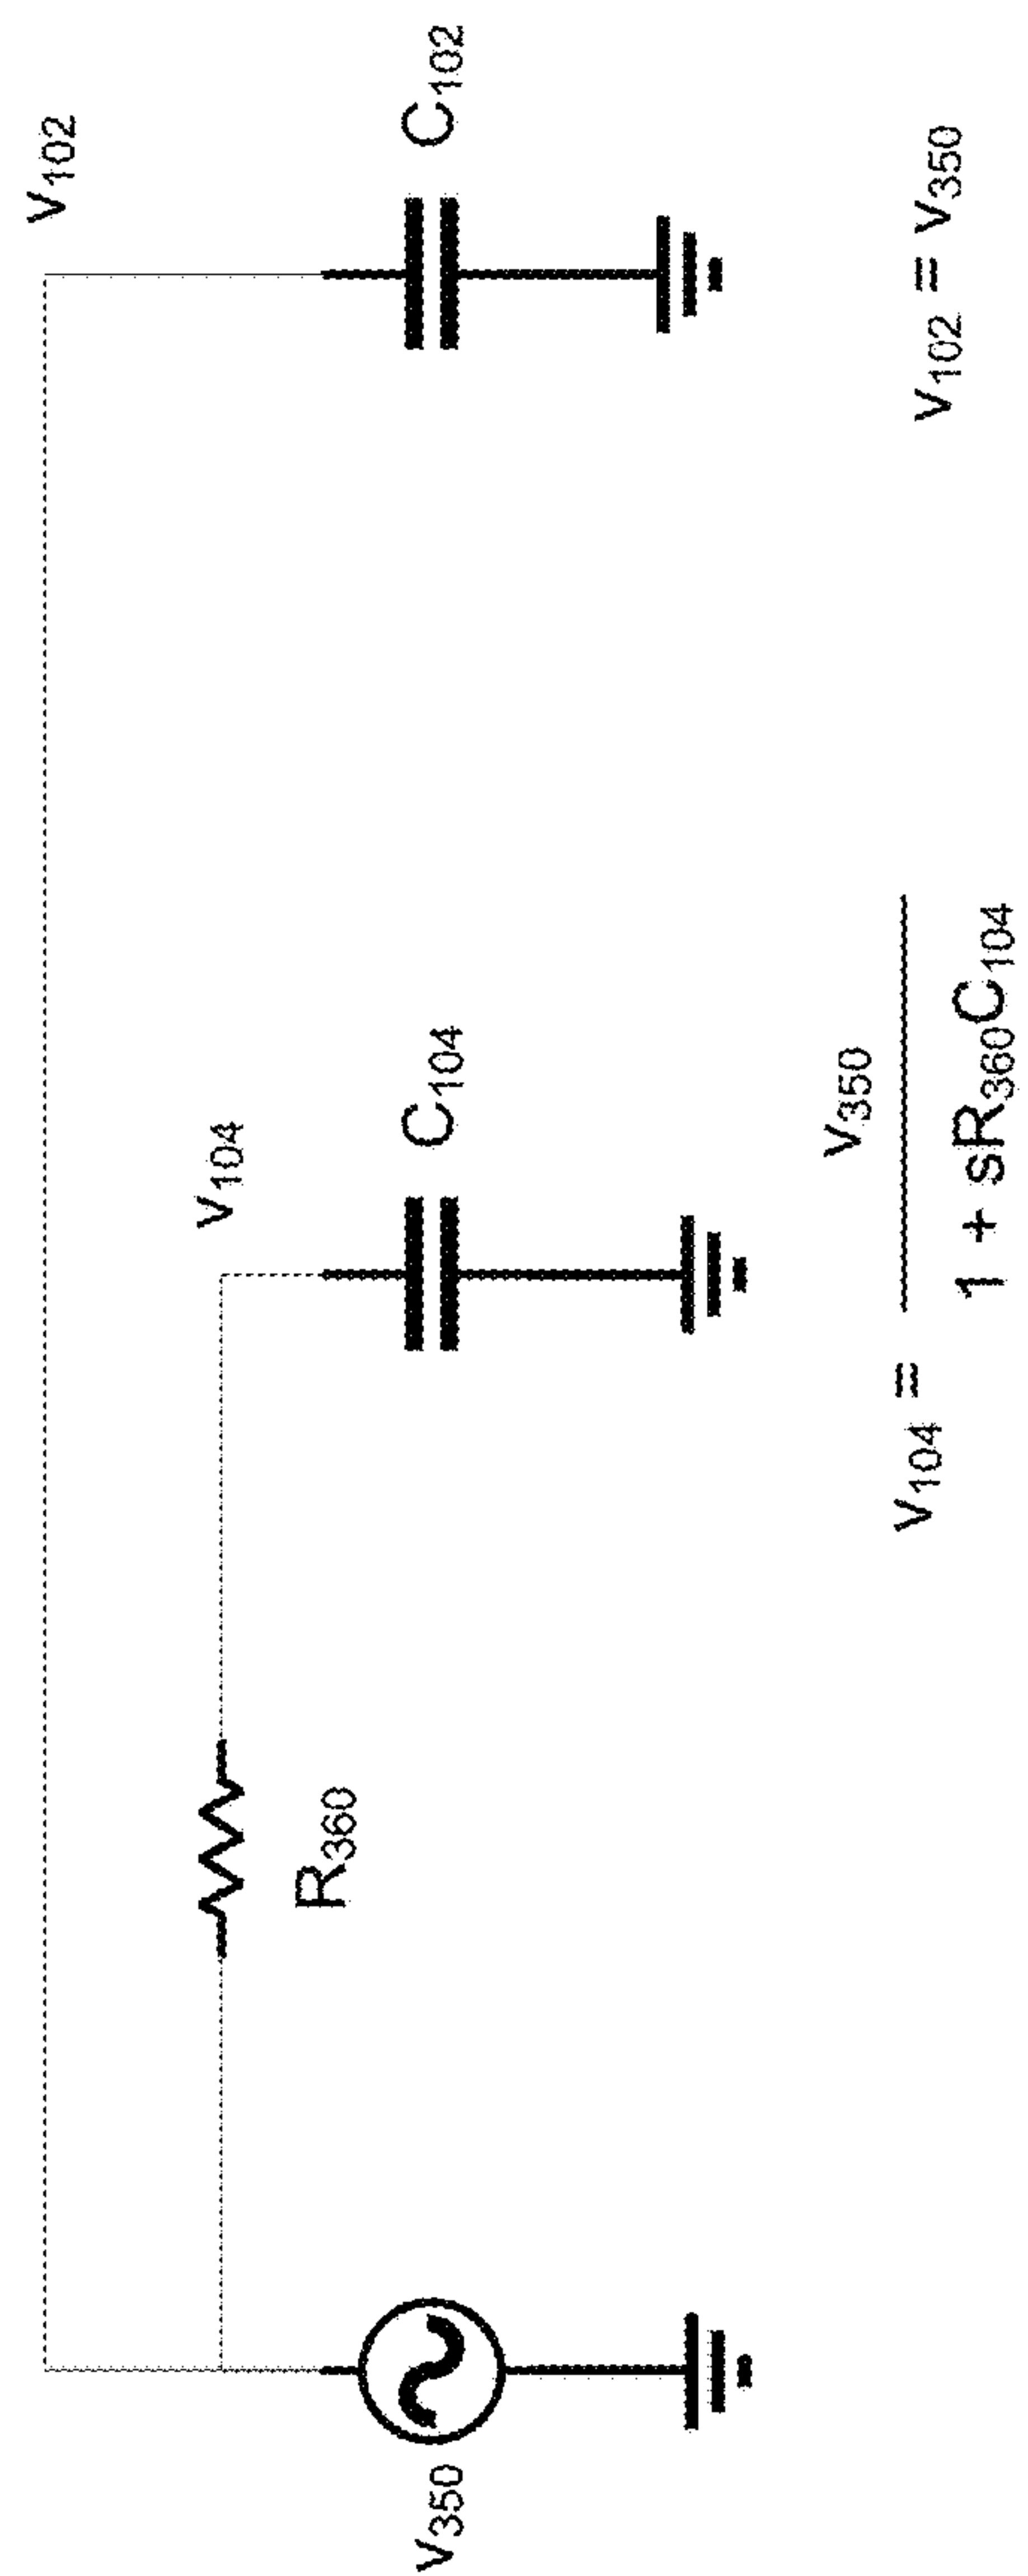 V102
V104
R360
V350
C104
C102
V104 = V350
1 + sR360C104
V102 = V350